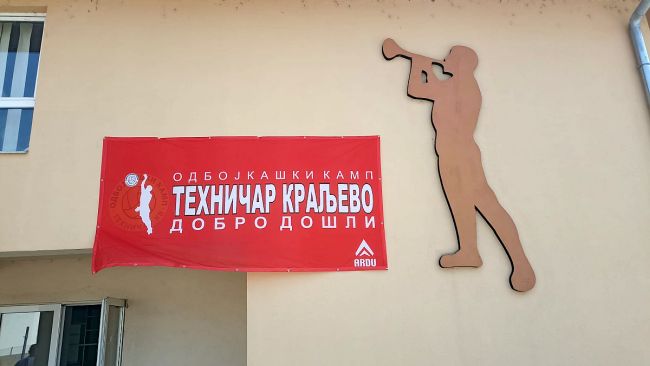 ОДБОЈКАШКИ КАМП
ТЕХНИЧАР КРАЉЕВО
ДОБРО ДОШЛИ
ARDU